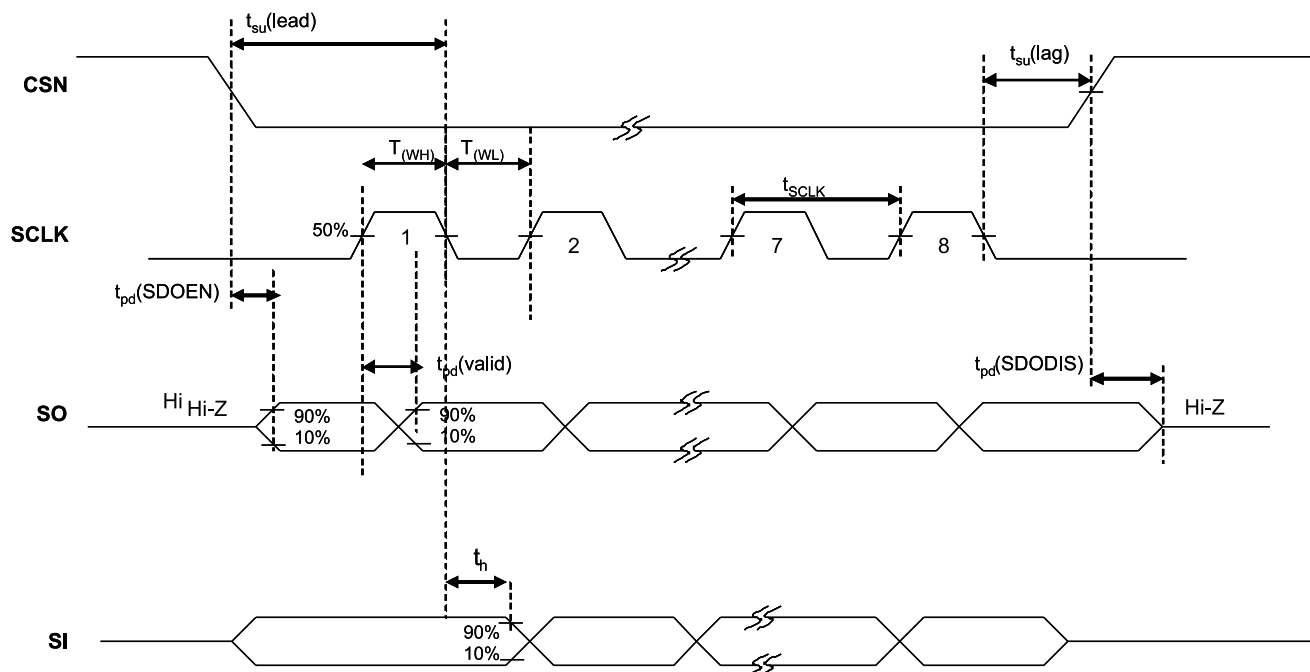 tsu(lead)
tsu(lag)
CSN
T(WH)
T(WL)
tSCLK
SCLK
50%
1
2
7
8
tpd(SDOEN)
tpd(valid)
tpd(SDODIS)
SO
Hi
Hi-Z
90%
10%
90%
10%
Hi-Z
th
SI
90%
10%